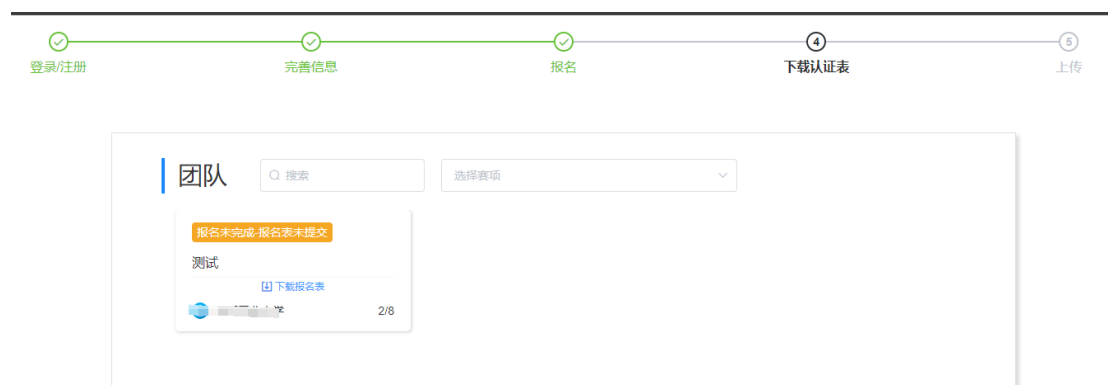 4
5
登录/注册
完善信息
报名
下载认证表
上传
团队
搜索
选择赛项
报名未完成-报名表未提交
测试
下载报名表
2/8